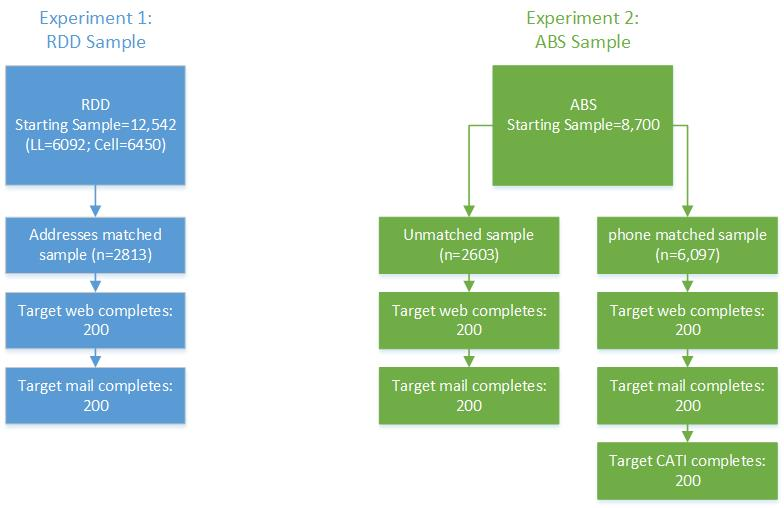 Experiment 1:
RDD Sample
RDD
Starting Sample=12,542
(LL=6092; Cell=6450)
Addresses matched
sample (n=2813)
Target web completes:
200
Target mail completes:
200
Experiment 2:
ABS Sample
ABS
Starting Sample=8,700
Unmatched sample
(n=2603)
Target web completes:
200
Target mail completes:
200
phone matched sample
(n=6,097)
Target web completes:
200
Target mail completes:
200
Target CATI completes:
200